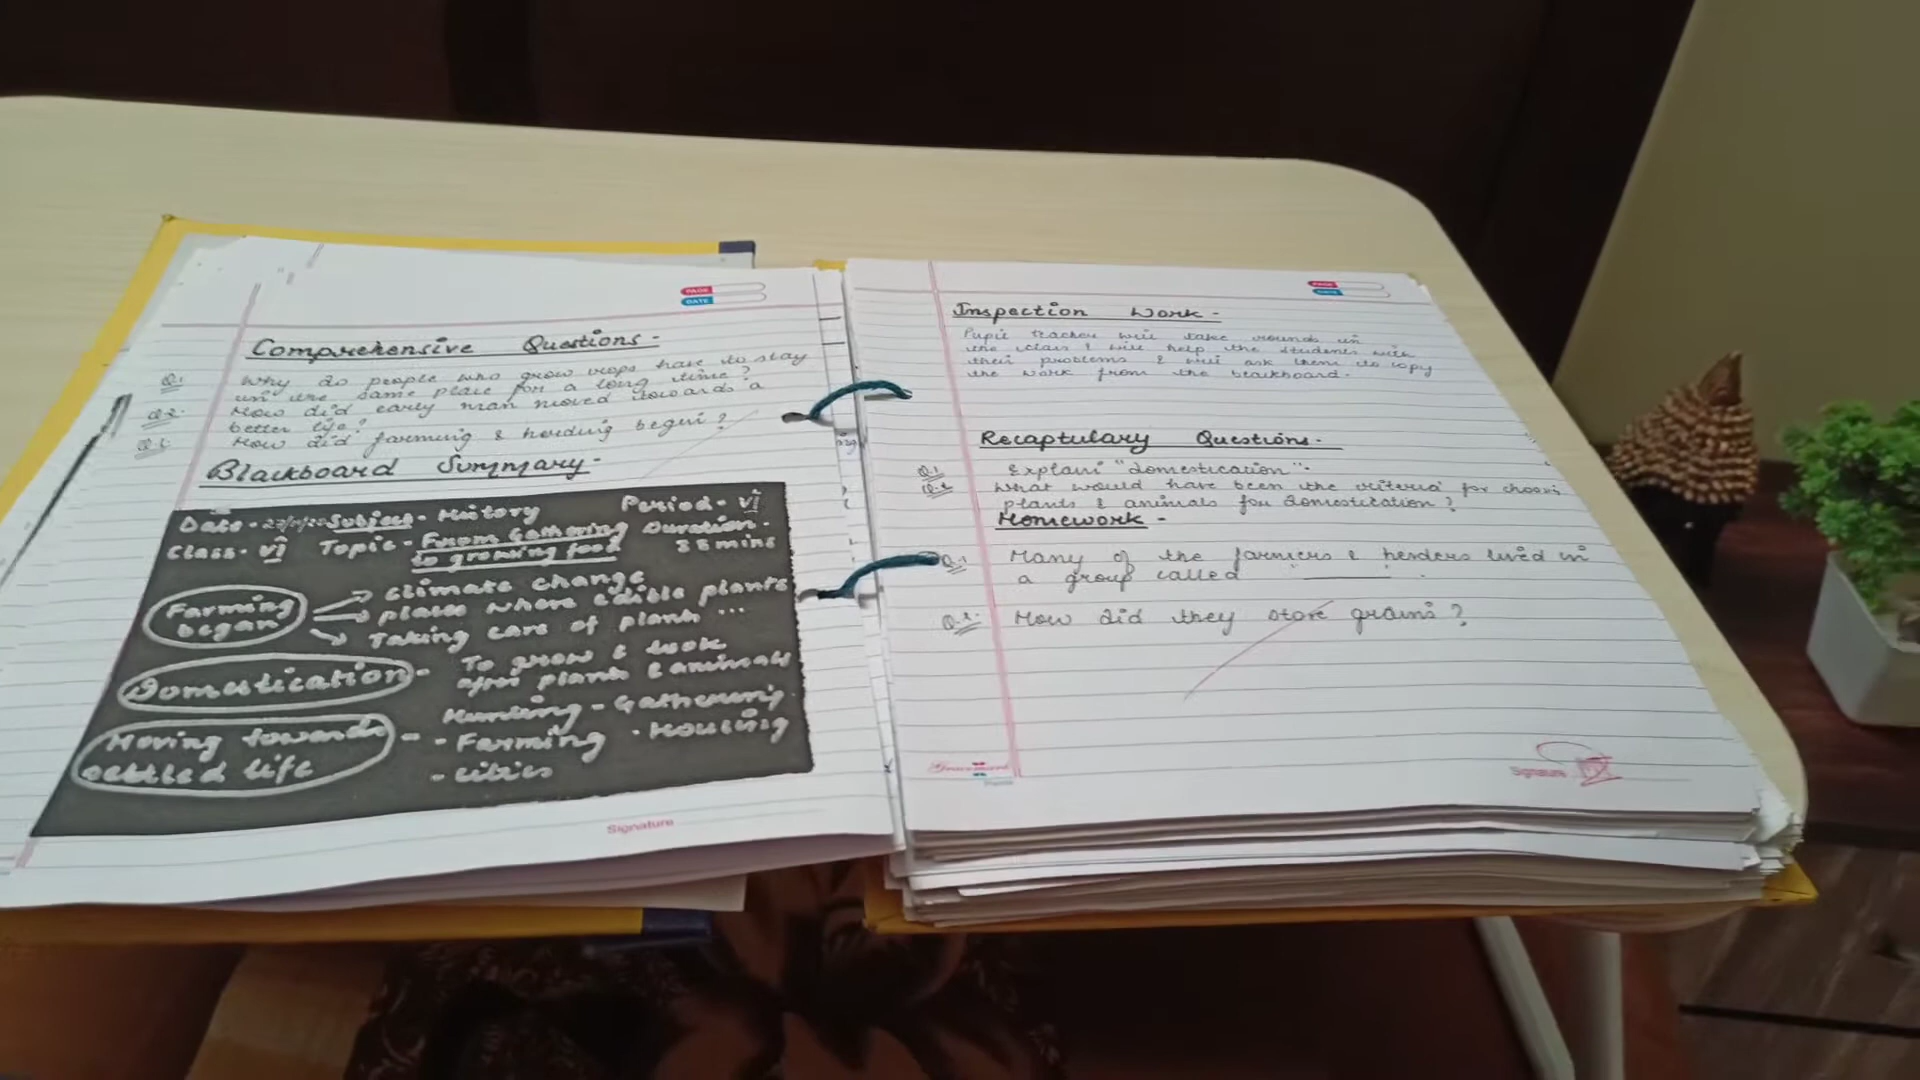 PAGE
DATE
Comprehensive Questions -
Q.1 Why do people who grow crops have to stay
in the same place for a long time?
Q.2. How did early man moved towards a
better life?
How did farming & herding begin?
Blackboard Summary -
Date - Subject - History Period - VI
Class - VI Topic - From Gathering Duration -
to growing food 35 mins
Farming began
climate change
places where edible plants
Taking care of plants ...
Domestication - To grow & look
after plants & animals
Moving towards - Hunting - Gathering
settled life - Farming . Housing
- cities
Signature
PAGE
DATE
Inspection Work -
Pupil teacher will take rounds in
the class & will help the students with
their problems & will ask them to copy
the work from the blackboard.
Recaptulary Questions -
Q.1 Explain "domestication".
Q.2 What would have been the criteria for choosi
plants & animals for domestication?
Homework -
Q.1 Many of the farmers & herders lived in
a group called ______ .
Q.2. How did they store grains?
Signature